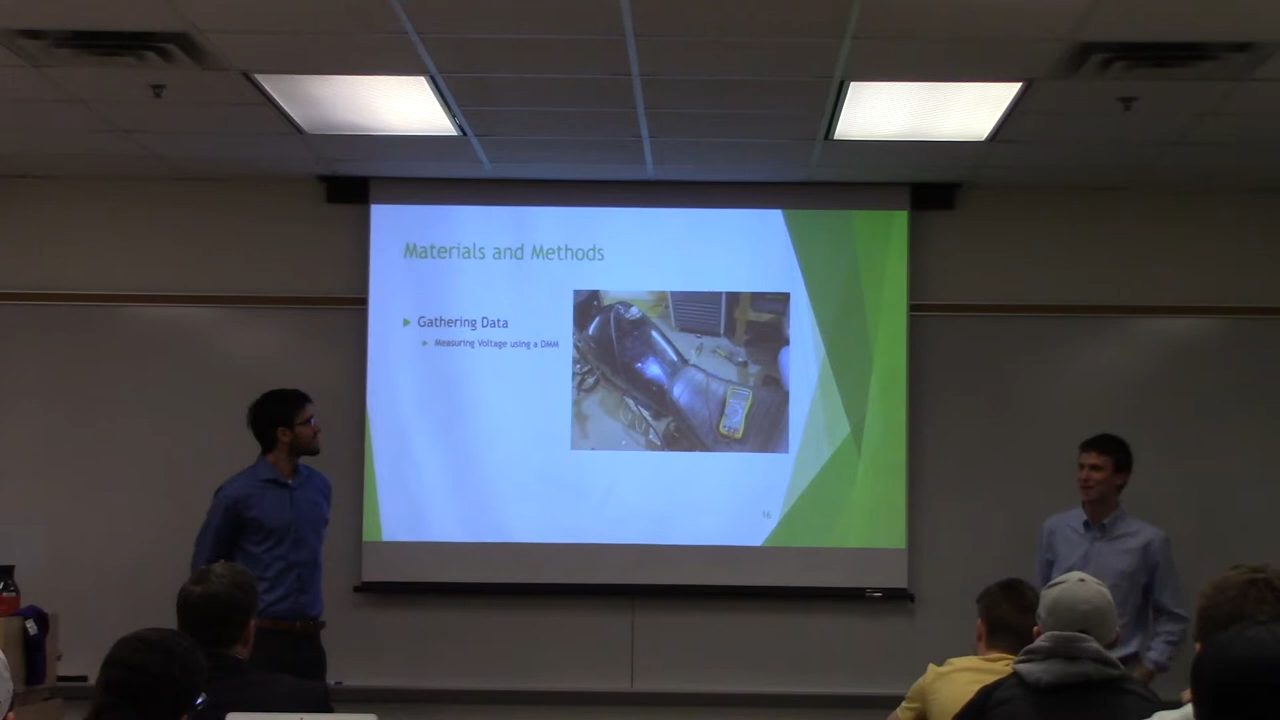 Materials and Methods
Gathering Data
Measuring Voltage using a DMM
16